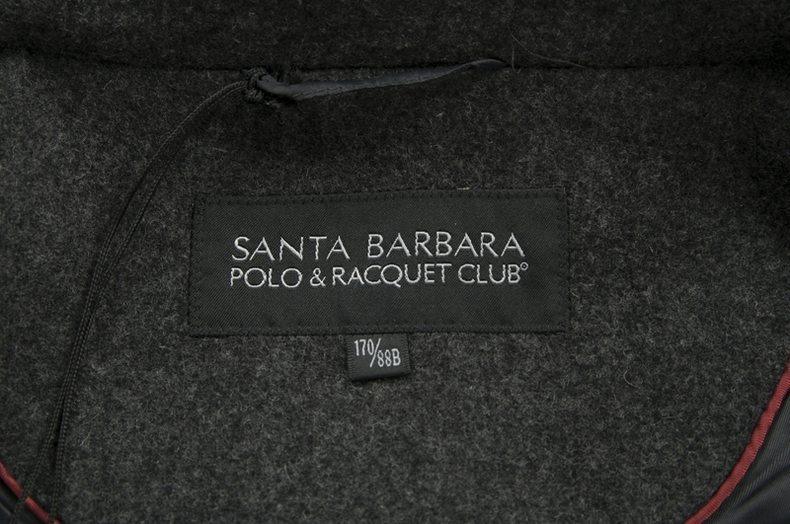 SANTA BARBARA
POLO & RACQUET CLUB®
170/88B